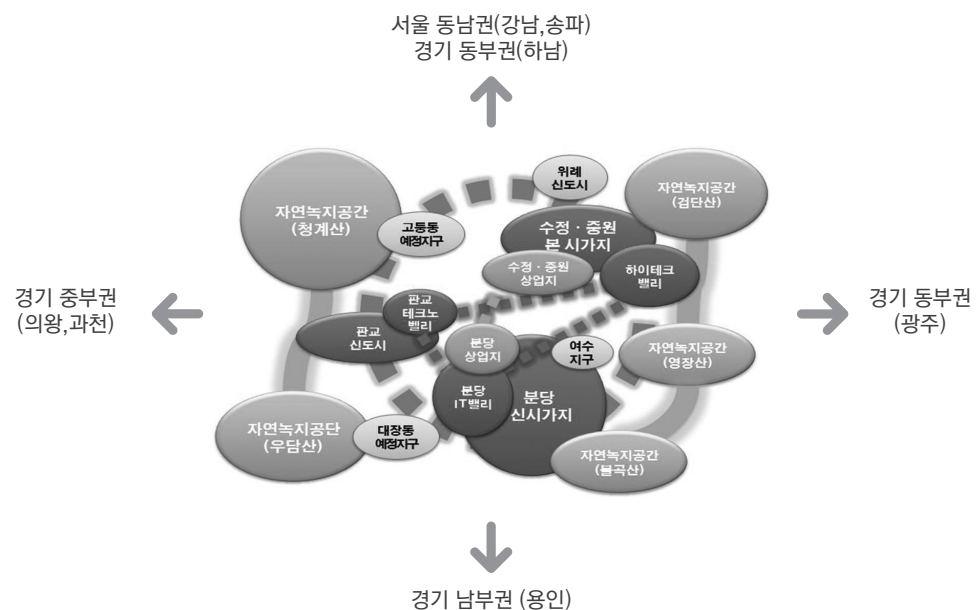 서울 동남권(강남,송파)
경기 동부권(하남)
위례
신도시
자연녹지공간
(검단산)
자연녹지공간
(청계산)
고등동
예정지구
수정 · 중원
본 시가지
수정 · 중원
상업지
하이테크
밸리
경기 중부권
(의왕,과천)
판교
테크노
밸리
판교
신도시
분당
상업지
여수
지구
자연녹지공간
(영장산)
경기 동부권
(광주)
분당
IT밸리
분당
신시가지
자연녹지공단
(우담산)
대장동
예정지구
자연녹지공간
(불곡산)
경기 남부권 (용인)